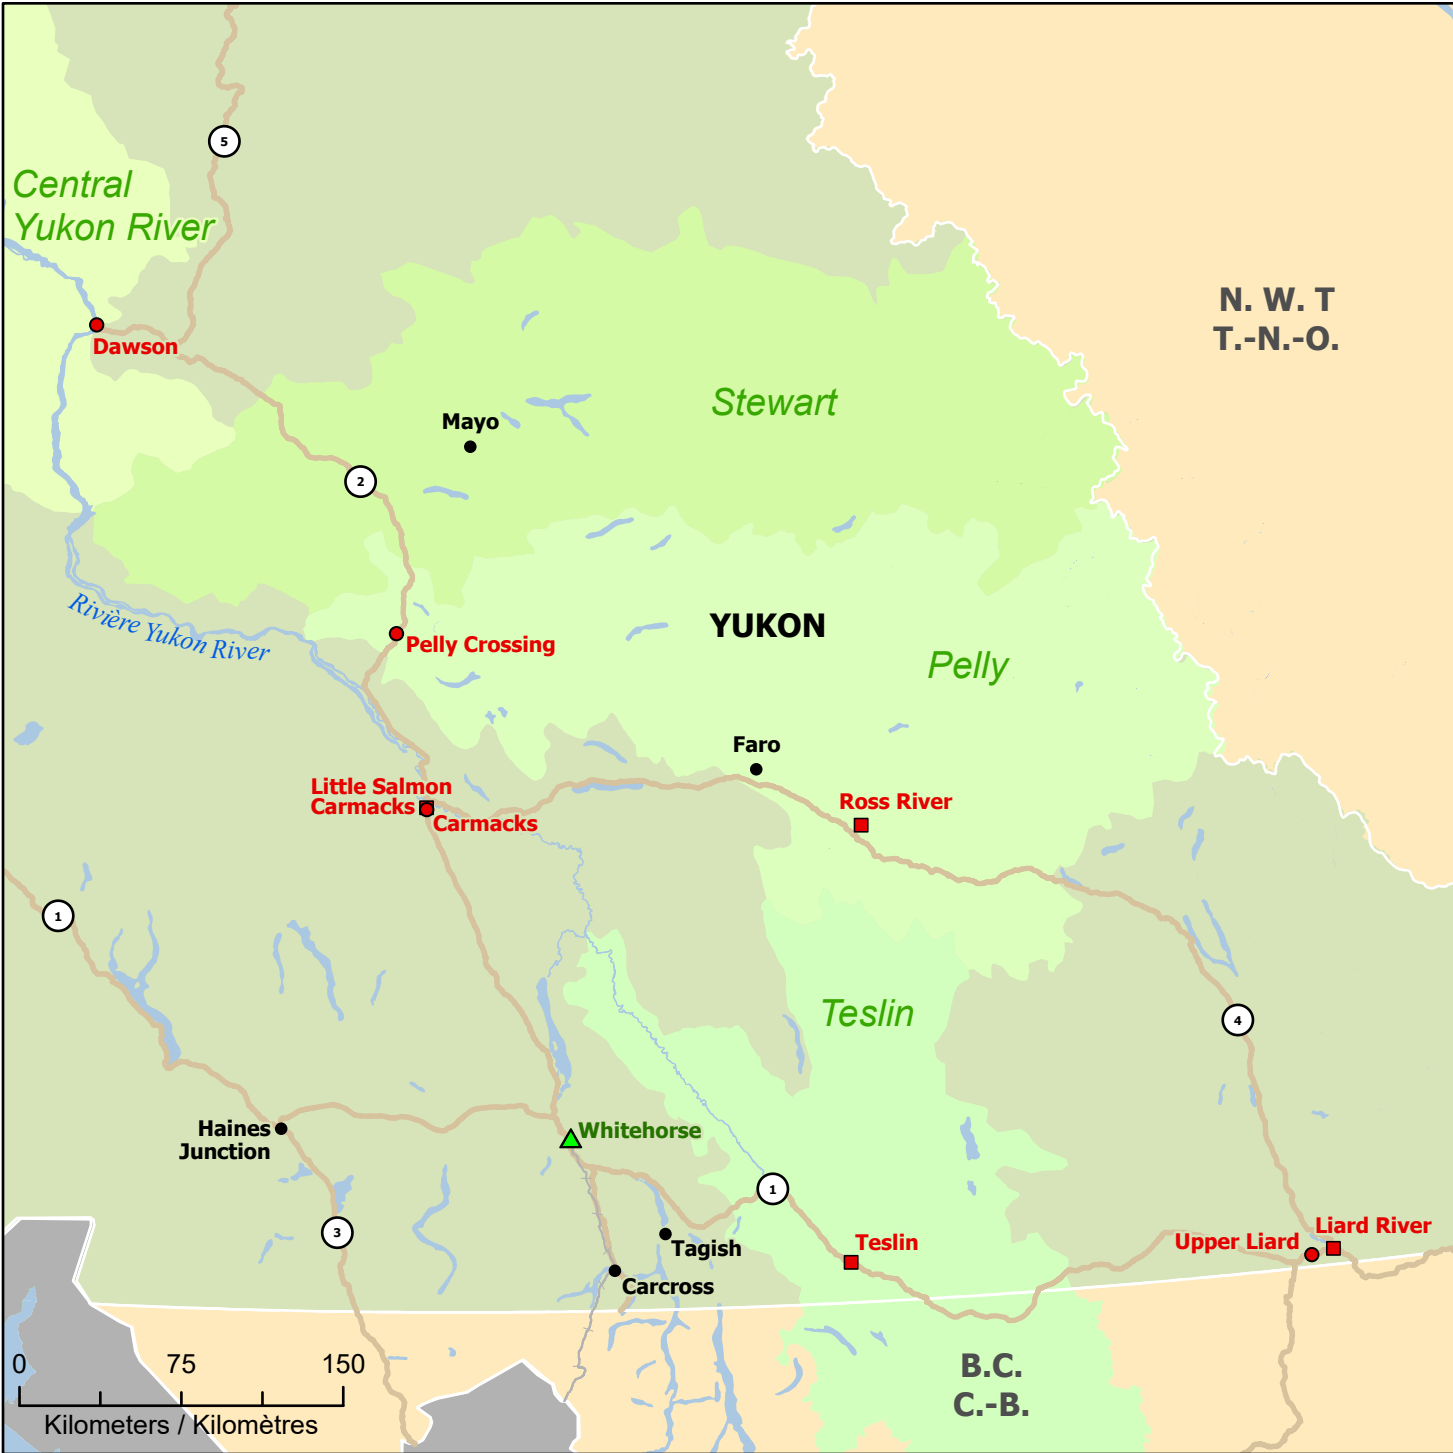 5
Central
Yukon River
N. W. T
T.-N.-O.
Dawson
Stewart
Mayo
2
Rivière Yukon River
YUKON
Pelly Crossing
Pelly
Faro
Little Salmon
Carmacks
Carmacks
Ross River
1
Teslin
4
Haines
Junction
Whitehorse
1
3
Tagish
Teslin
Upper Liard
Liard River
Carcross
B.C.
C.-B.
0 75 150
Kilometers / Kilomètres